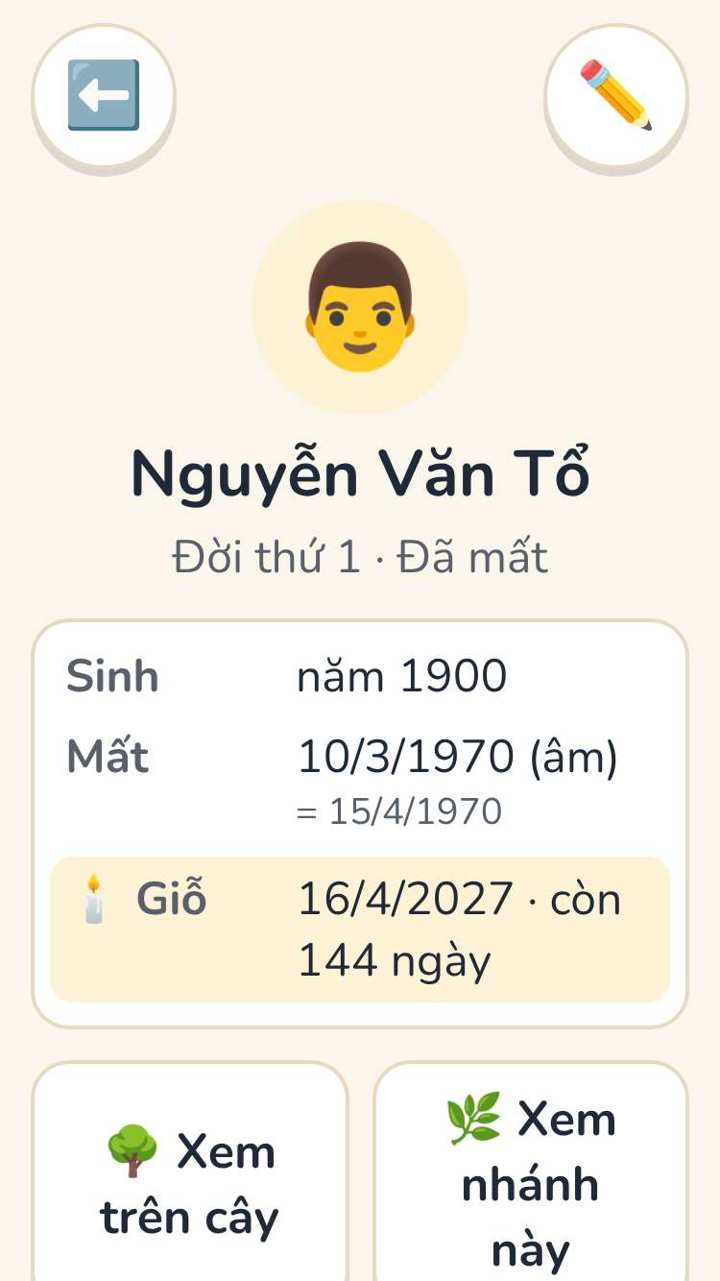 Nguyễn Văn Tổ
Đời thứ 1 · Đã mất
Sinh năm 1900
Mất 10/3/1970 (âm)
= 15/4/1970
Giỗ 16/4/2027 · còn
144 ngày
Xem
trên cây
Xem
nhánh
này